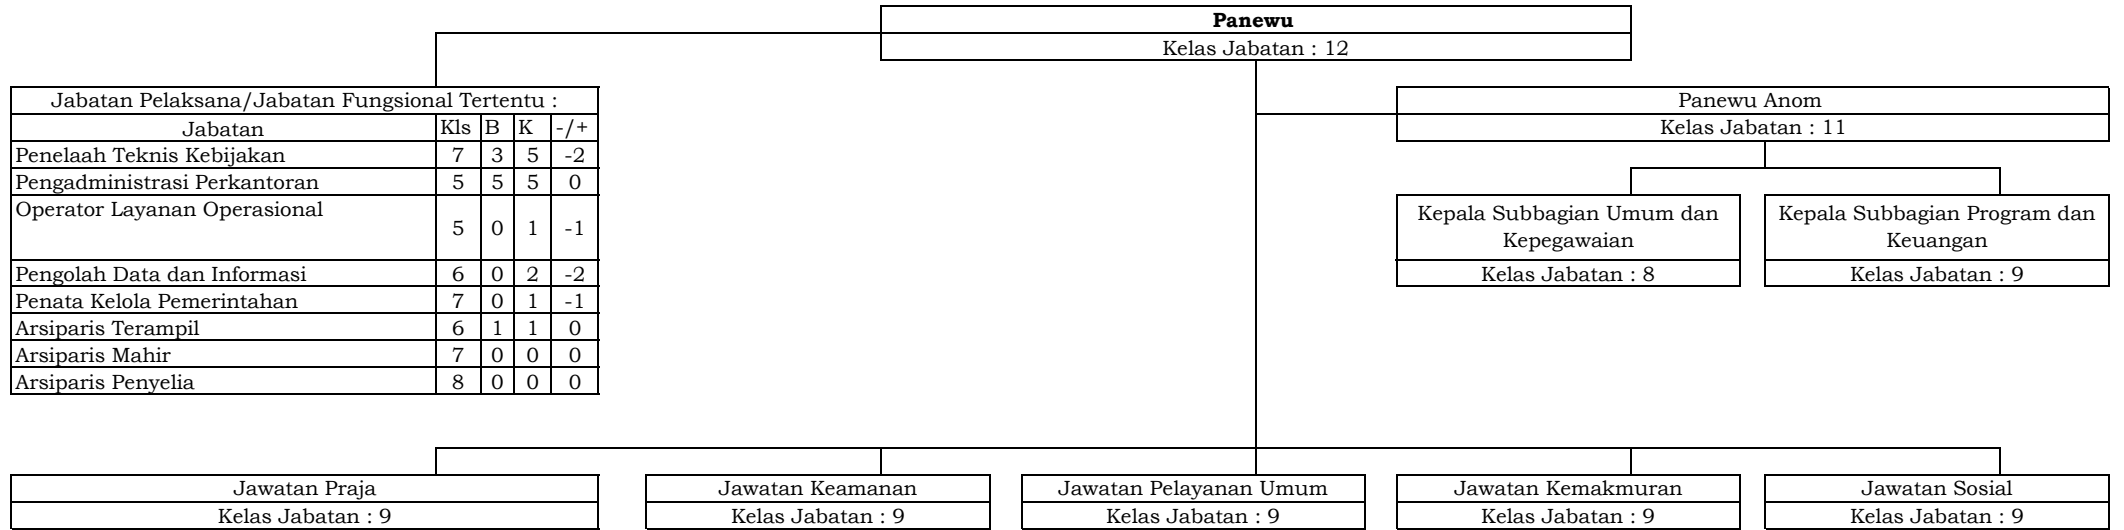 Panewu
Kelas Jabatan : 12
Jabatan Pelaksana/Jabatan Fungsional Tertentu :
Jabatan Kls B K -/+
Penelaah Teknis Kebijakan 7 3 5 -2
Pengadministrasi Perkantoran 5 5 5 0
Operator Layanan Operasional 5 0 1 -1
Pengolah Data dan Informasi 6 0 2 -2
Penata Kelola Pemerintahan 7 0 1 -1
Arsiparis Terampil 6 1 1 0
Arsiparis Mahir 7 0 0 0
Arsiparis Penyelia 8 0 0 0
Panewu Anom
Kelas Jabatan : 11
Kepala Subbagian Umum dan
Kepegawaian
Kelas Jabatan : 8
Kepala Subbagian Program dan
Keuangan
Kelas Jabatan : 9
Jawatan Praja
Kelas Jabatan : 9
Jawatan Keamanan
Kelas Jabatan : 9
Jawatan Pelayanan Umum
Kelas Jabatan : 9
Jawatan Kemakmuran
Kelas Jabatan : 9
Jawatan Sosial
Kelas Jabatan : 9